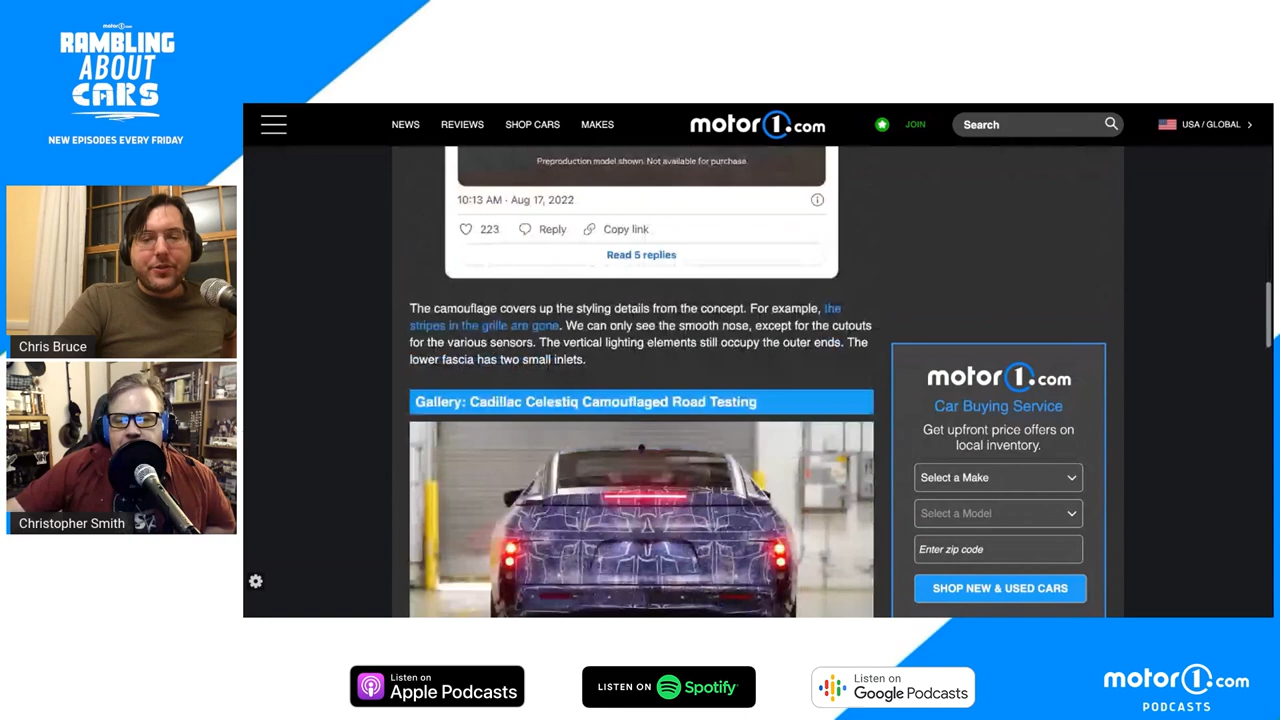 motor1.com
RAMBLING
ABOUT
CARS
NEW EPISODES EVERY FRIDAY
Chris Bruce
Christopher Smith
NEWS
REVIEWS
SHOP CARS
MAKES
motor1.com
JOIN
Search
USA / GLOBAL
Preproduction model shown. Not available for purchase.
10:13 AM · Aug 17, 2022
223
Reply
Copy link
Read 5 replies
The camouflage covers up the styling details from the concept. For example, the
stripes in the grille are gone. We can only see the smooth nose, except for the cutouts
for the various sensors. The vertical lighting elements still occupy the outer ends. The
lower fascia has two small inlets.
Gallery: Cadillac Celestiq Camouflaged Road Testing
motor1.com
Car Buying Service
Get upfront price offers on
local inventory.
Select a Make
Select a Model
Enter zip code
SHOP NEW & USED CARS
Listen on
Apple Podcasts
LISTEN ON Spotify
Listen on
Google Podcasts
motor1.com
PODCASTS